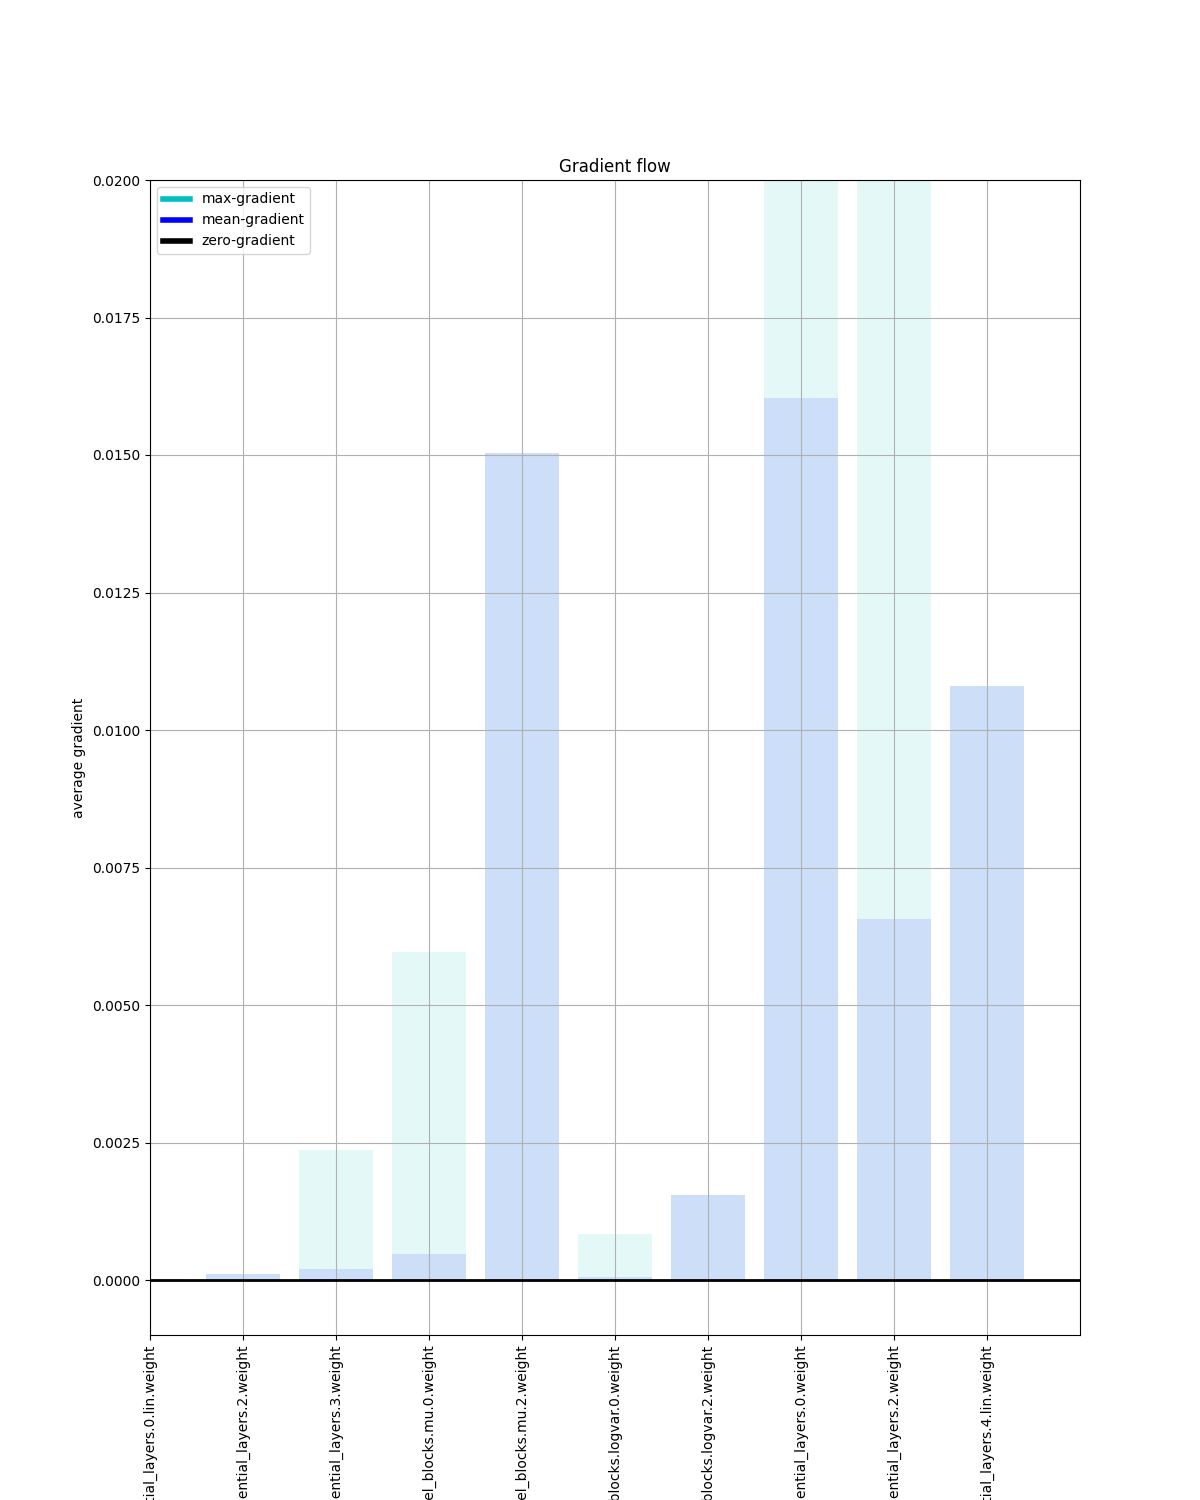 Gradient flow
max-gradient
mean-gradient
zero-gradient
0.0200
0.0175
0.0150
0.0125
0.0100
0.0075
0.0050
0.0025
0.0000
average gradient
tial_layers.0.lin.weight
ential_layers.2.weight
ential_layers.3.weight
el_blocks.mu.0.weight
el_blocks.mu.2.weight
blocks.logvar.0.weight
blocks.logvar.2.weight
ential_layers.0.weight
ential_layers.2.weight
tial_layers.4.lin.weight